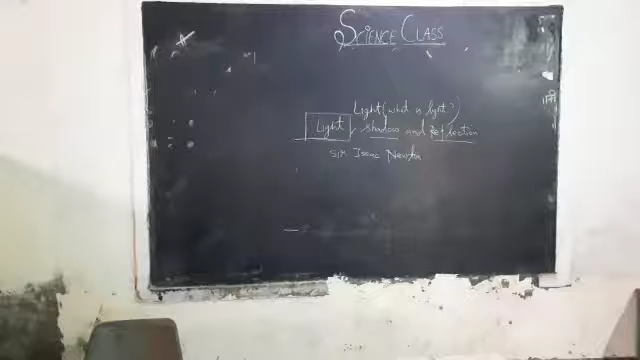 SCIENCE CLASS
Light (what is light?)
Light, shadow and Reflection
Sir Isaac Newton